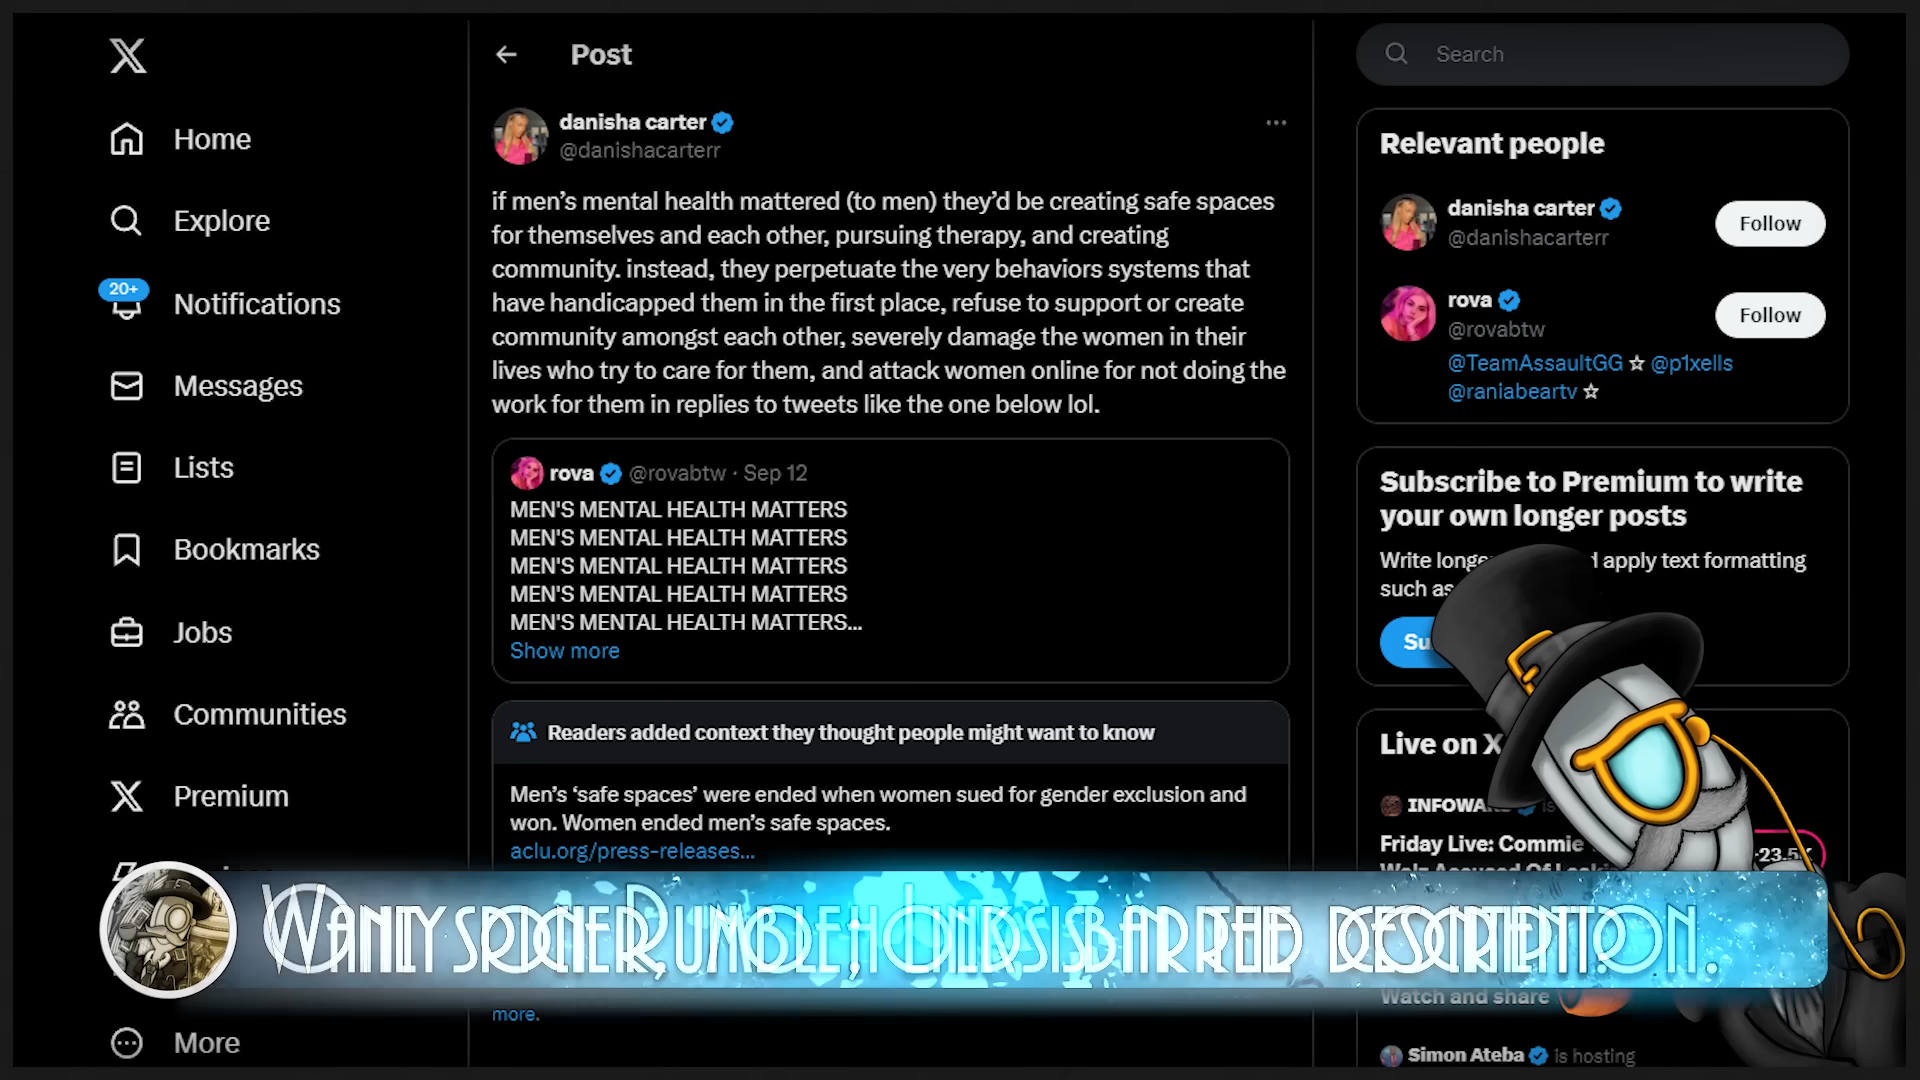 Home
Explore
20+
Notifications
Messages
Lists
Bookmarks
Jobs
Communities
Premium
More
Post
danisha carter
@danishacarterr
if men’s mental health mattered (to men) they’d be creating safe spaces
for themselves and each other, pursuing therapy, and creating
community. instead, they perpetuate the very behaviors systems that
have handicapped them in the first place, refuse to support or create
community amongst each other, severely damage the women in their
lives who try to care for them, and attack women online for not doing the
work for them in replies to tweets like the one below lol.
rova @rovabtw · Sep 12
MEN'S MENTAL HEALTH MATTERS
MEN'S MENTAL HEALTH MATTERS
MEN'S MENTAL HEALTH MATTERS
MEN'S MENTAL HEALTH MATTERS
MEN'S MENTAL HEALTH MATTERS...
Show more
Readers added context they thought people might want to know
Men’s ‘safe spaces’ were ended when women sued for gender exclusion and
won. Women ended men’s safe spaces.
aclu.org/press-releases...
more.
Search
Relevant people
danisha carter
@danishacarterr
Follow
rova
@rovabtw
Follow
@TeamAssaultGG ☆ @p1xells
@raniabeartv ☆
Subscribe to Premium to write
your own longer posts
Write apply text formatting
such as
Live on X
Friday Live: Commie
Watch and share
Simon Ateba is hosting